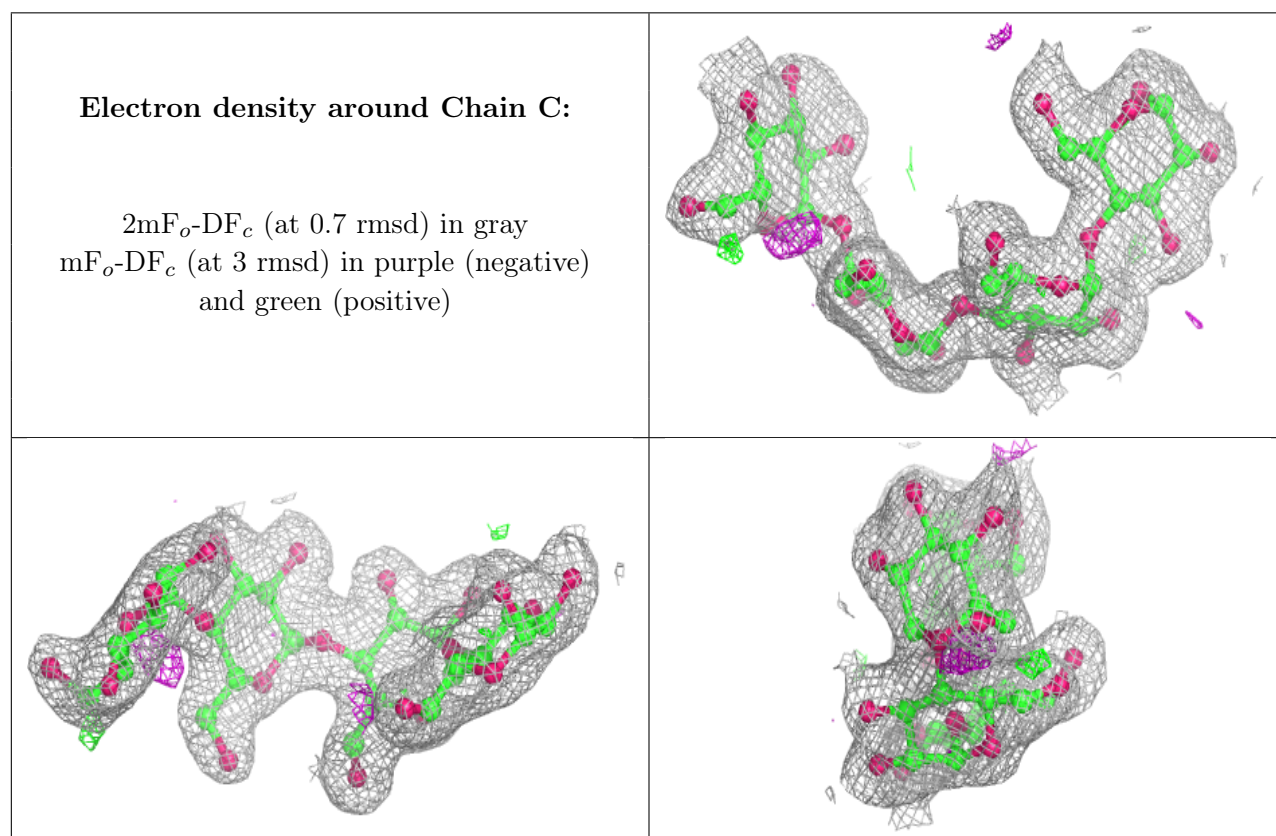 Electron density around Chain C:
2mFₒ-DF𝒸 (at 0.7 rmsd) in gray
mFₒ-DF𝒸 (at 3 rmsd) in purple (negative)
and green (positive)